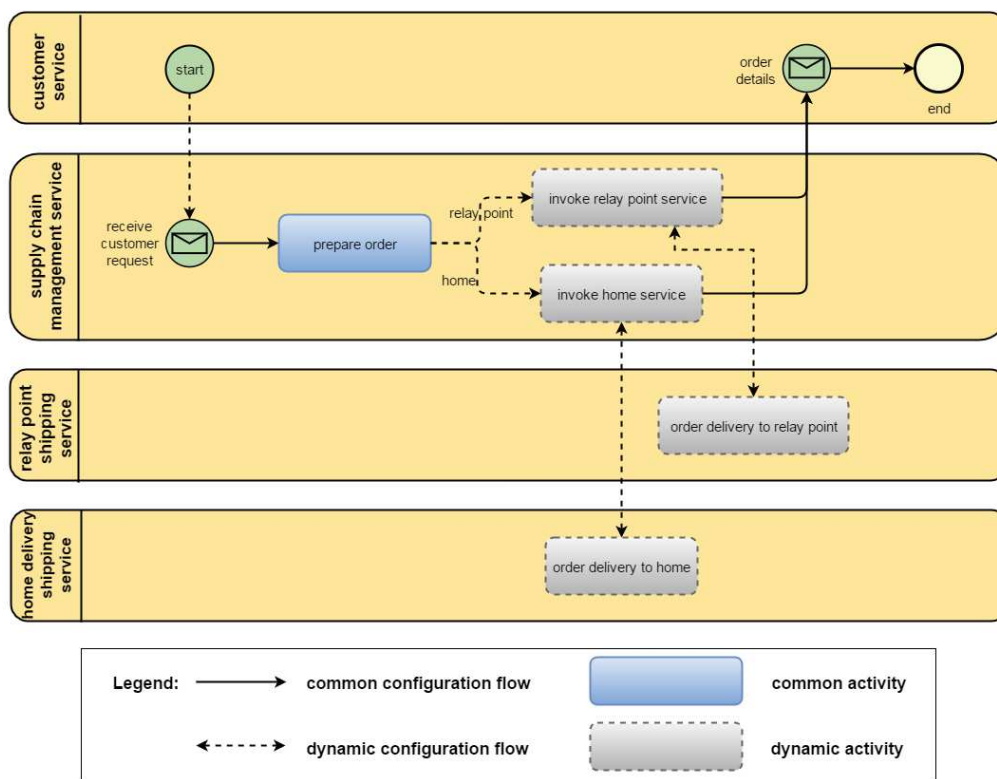 customer
service
start
order
details
end
supply chain
management service
receive
customer
request
prepare order
relay point
home
invoke relay point service
invoke home service
relay point
shipping
service
order delivery to relay point
home delivery
shipping
service
order delivery to home
Legend:
common configuration flow
common activity
dynamic configuration flow
dynamic activity